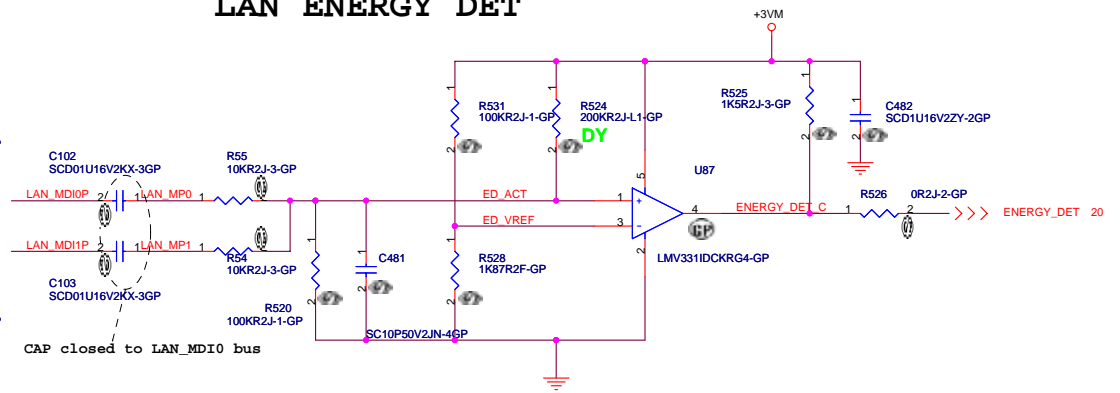 LAN ENERGY DET
+3VM
R531
100KR2J-1-GP
R524
200KR2J-L1-GP
DY
R525
1K5R2J-3-GP
C482
SCD1U16V2ZY-2GP
C102
SCD01U16V2KX-3GP
R55
10KR2J-3-GP
U87
LAN_MDI0P
LAN_MP0
ED_ACT
R526
0R2J-2-GP
ED_VREF
ENERGY_DET_C
ENERGY_DET 20
LAN_MDI1P
LAN_MP1
R54
10KR2J-3-GP
C481
R528
1K87R2F-GP
GP
LMV331IDCKRG4-GP
C103
SCD01U16V2KX-3GP
R520
100KR2J-1-GP
SC10P50V2JN-4GP
CAP closed to LAN_MDI0 bus